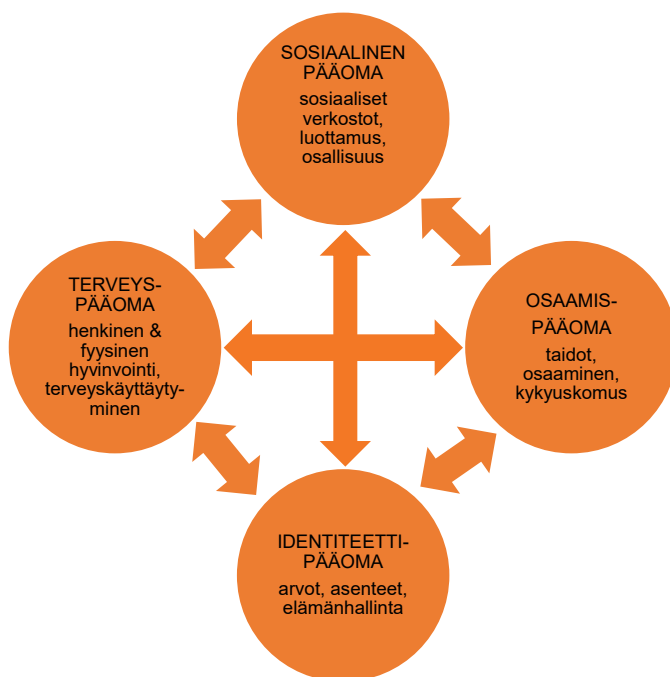 SOSIAALINEN
PÄÄOMA
sosiaaliset
verkostot,
luottamus,
osallisuus
TERVEYS-
PÄÄOMA
henkinen &
fyysinen
hyvinvointi,
terveyskäyttäyty-
minen
OSAAMIS-
PÄÄOMA
taidot,
osaaminen,
kykyuskomus
IDENTITEETTI-
PÄÄOMA
arvot, asenteet,
elämänhallinta